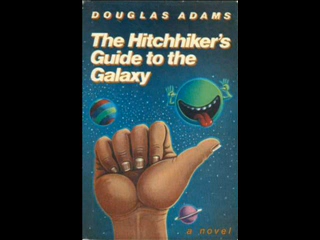 DOUGLAS ADAMS
The Hitchhiker's
Guide to the
Galaxy
a novel